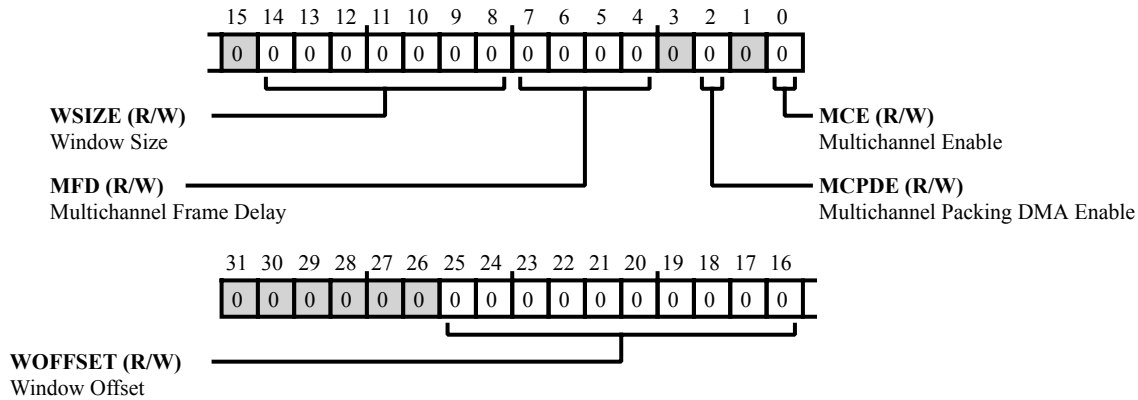 15 14 13 12 11 10 9 8 7 6 5 4 3 2 1 0
0 0 0 0 0 0 0 0 0 0 0 0 0 0 0 0
WSIZE (R/W)
Window Size
MCE (R/W)
Multichannel Enable
MFD (R/W)
Multichannel Frame Delay
MCPDE (R/W)
Multichannel Packing DMA Enable
31 30 29 28 27 26 25 24 23 22 21 20 19 18 17 16
0 0 0 0 0 0 0 0 0 0 0 0 0 0 0 0
WOFFSET (R/W)
Window Offset